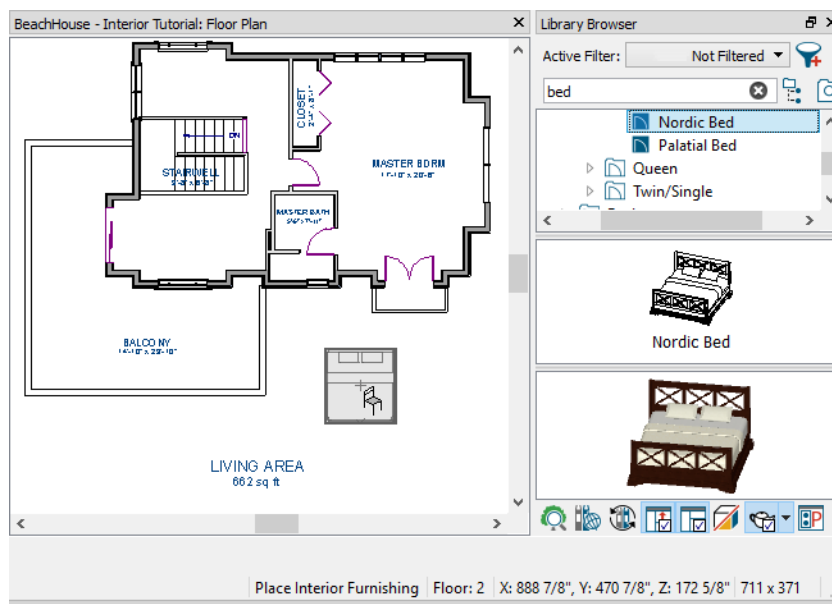 BeachHouse - Interior Tutorial: Floor Plan
Library Browser
Active Filter: Not Filtered
bed
Nordic Bed
Palatial Bed
Queen
Twin/Single
Nordic Bed
CLOSET
DN
STAIRWELL
MASTER BDRM
MASTER BATH
BALCONY
LIVING AREA
662 sq ft
Place Interior Furnishing Floor: 2 X: 888 7/8", Y: 470 7/8", Z: 172 5/8" 711 x 371